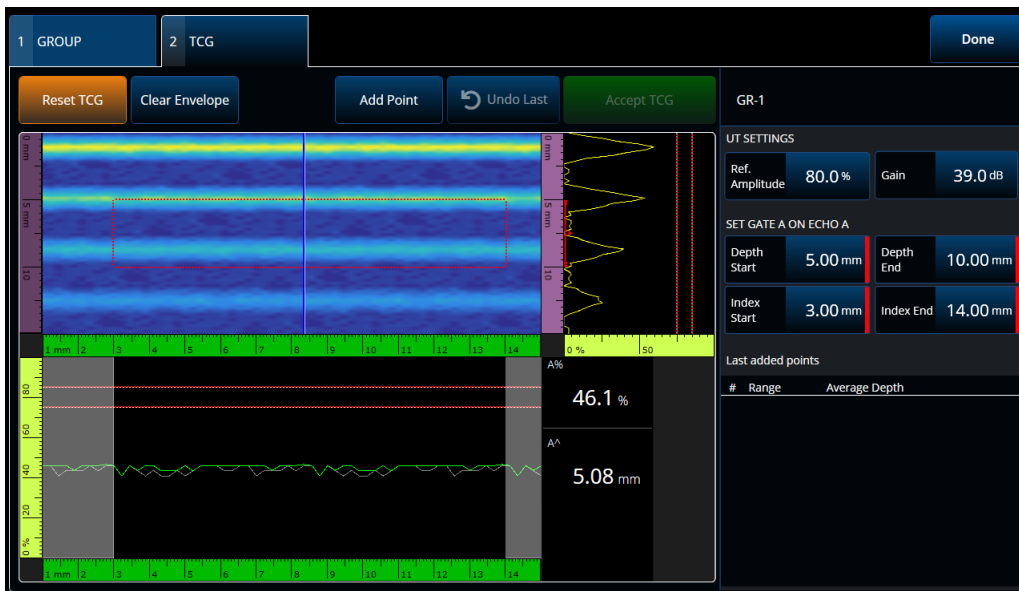 1 GROUP
2 TCG
Done
Reset TCG
Clear Envelope
Add Point
Undo Last
Accept TCG
GR-1
0 mm
5 mm
10
0 mm
5 mm
10
1 mm 2 3 4 5 6 7 8 9 10 11 12 13 14
0 % 50
UT SETTINGS
Ref. Amplitude 80.0 %
Gain 39.0 dB
SET GATE A ON ECHO A
Depth Start 5.00 mm
Depth End 10.00 mm
Index Start 3.00 mm
Index End 14.00 mm
Last added points
# Range Average Depth
80
60
40
20
0 %
A%
46.1 %
A^
5.08 mm
1 mm 2 3 4 5 6 7 8 9 10 11 12 13 14